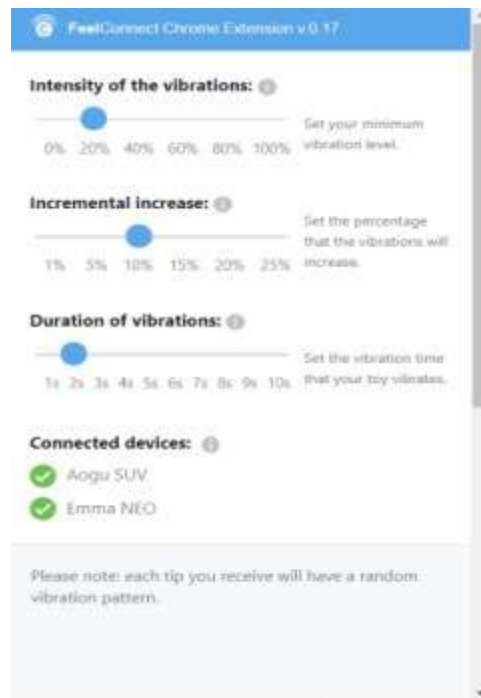 FeelConnect Chrome Extension v 0.17
Intensity of the vibrations:
0% 20% 40% 60% 80% 100%
Set your minimum
vibration level.
Incremental increase:
1% 5% 10% 15% 20% 25%
Set the percentage
that the vibrations will
increase.
Duration of vibrations:
1s 2s 3s 4s 5s 6s 7s 8s 9s 10s
Set the vibration time
that your toy vibrates.
Connected devices:
Aogu SUV
Emma NEO
Please note: each tip you receive will have a random
vibration pattern.